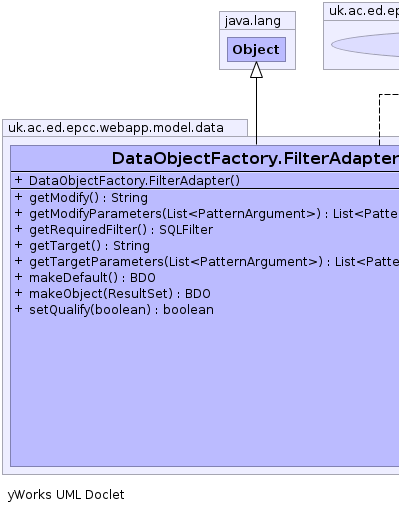 java.lang
Object
uk.ac.ed.ep
uk.ac.ed.epcc.webapp.model.data
DataObjectFactory.FilterAdapter
+ DataObjectFactory.FilterAdapter()
+ getModify() : String
+ getModifyParameters(List<PatternArgument>) : List<Patte
+ getRequiredFilter() : SQLFilter
+ getTarget() : String
+ getTargetParameters(List<PatternArgument>) : List<Patte
+ makeDefault() : BDO
+ makeObject(ResultSet) : BDO
+ setQualify(boolean) : boolean
yWorks UML Doclet